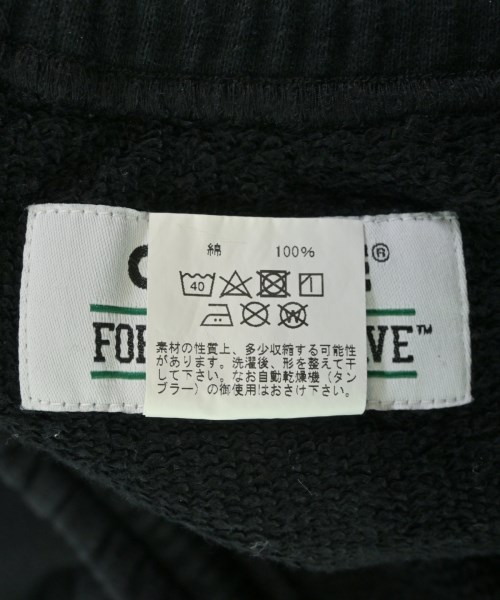 綿 100%
40
W
FOR VE™
素材の性質上、多少収縮する可能性
があります。洗濯後、形を整えて干
して下さい。なお自動乾燥機(タン
ブラー)の御使用はおさけ下さい。